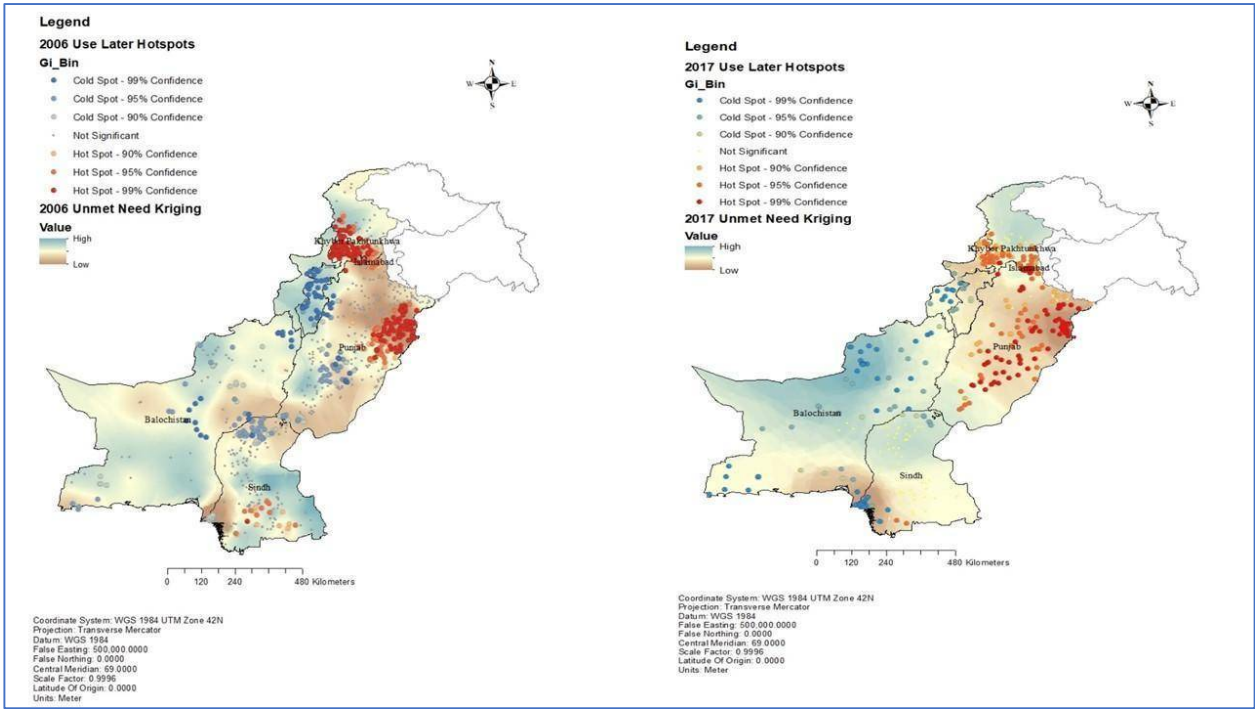 Legend
2006 Use Later Hotspots
Gi_Bin
Cold Spot - 99% Confidence
Cold Spot - 95% Confidence
Cold Spot - 90% Confidence
Not Significant
Hot Spot - 90% Confidence
Hot Spot - 95% Confidence
Hot Spot - 99% Confidence
2006 Unmet Need Kriging
Value
High
Low
N
W E
S
Khyber Pakhtunkhwa
Islamabad
Punjab
Balochistan
Sindh
0 120 240 480 Kilometers
Coordinate System: WGS 1984 UTM Zone 42N
Projection: Transverse Mercator
Datum: WGS 1984
False Easting: 500,000.0000
False Northing: 0.0000
Central Meridian: 69.0000
Scale Factor: 0.9996
Latitude Of Origin: 0.0000
Units: Meter
Legend
2017 Use Later Hotspots
Gi_Bin
Cold Spot - 99% Confidence
Cold Spot - 95% Confidence
Cold Spot - 90% Confidence
Not Significant
Hot Spot - 90% Confidence
Hot Spot - 95% Confidence
Hot Spot - 99% Confidence
2017 Unmet Need Kriging
Value
High
Low
N
W E
S
Khyber Pakhtunkhwa
Islamabad
Punjab
Balochistan
Sindh
0 120 240 480 Kilometers
Coordinate System: WGS 1984 UTM Zone 42N
Projection: Transverse Mercator
Datum: WGS 1984
False Easting: 500,000.0000
False Northing: 0.0000
Central Meridian: 69.0000
Scale Factor: 0.9996
Latitude Of Origin: 0.0000
Units: Meter